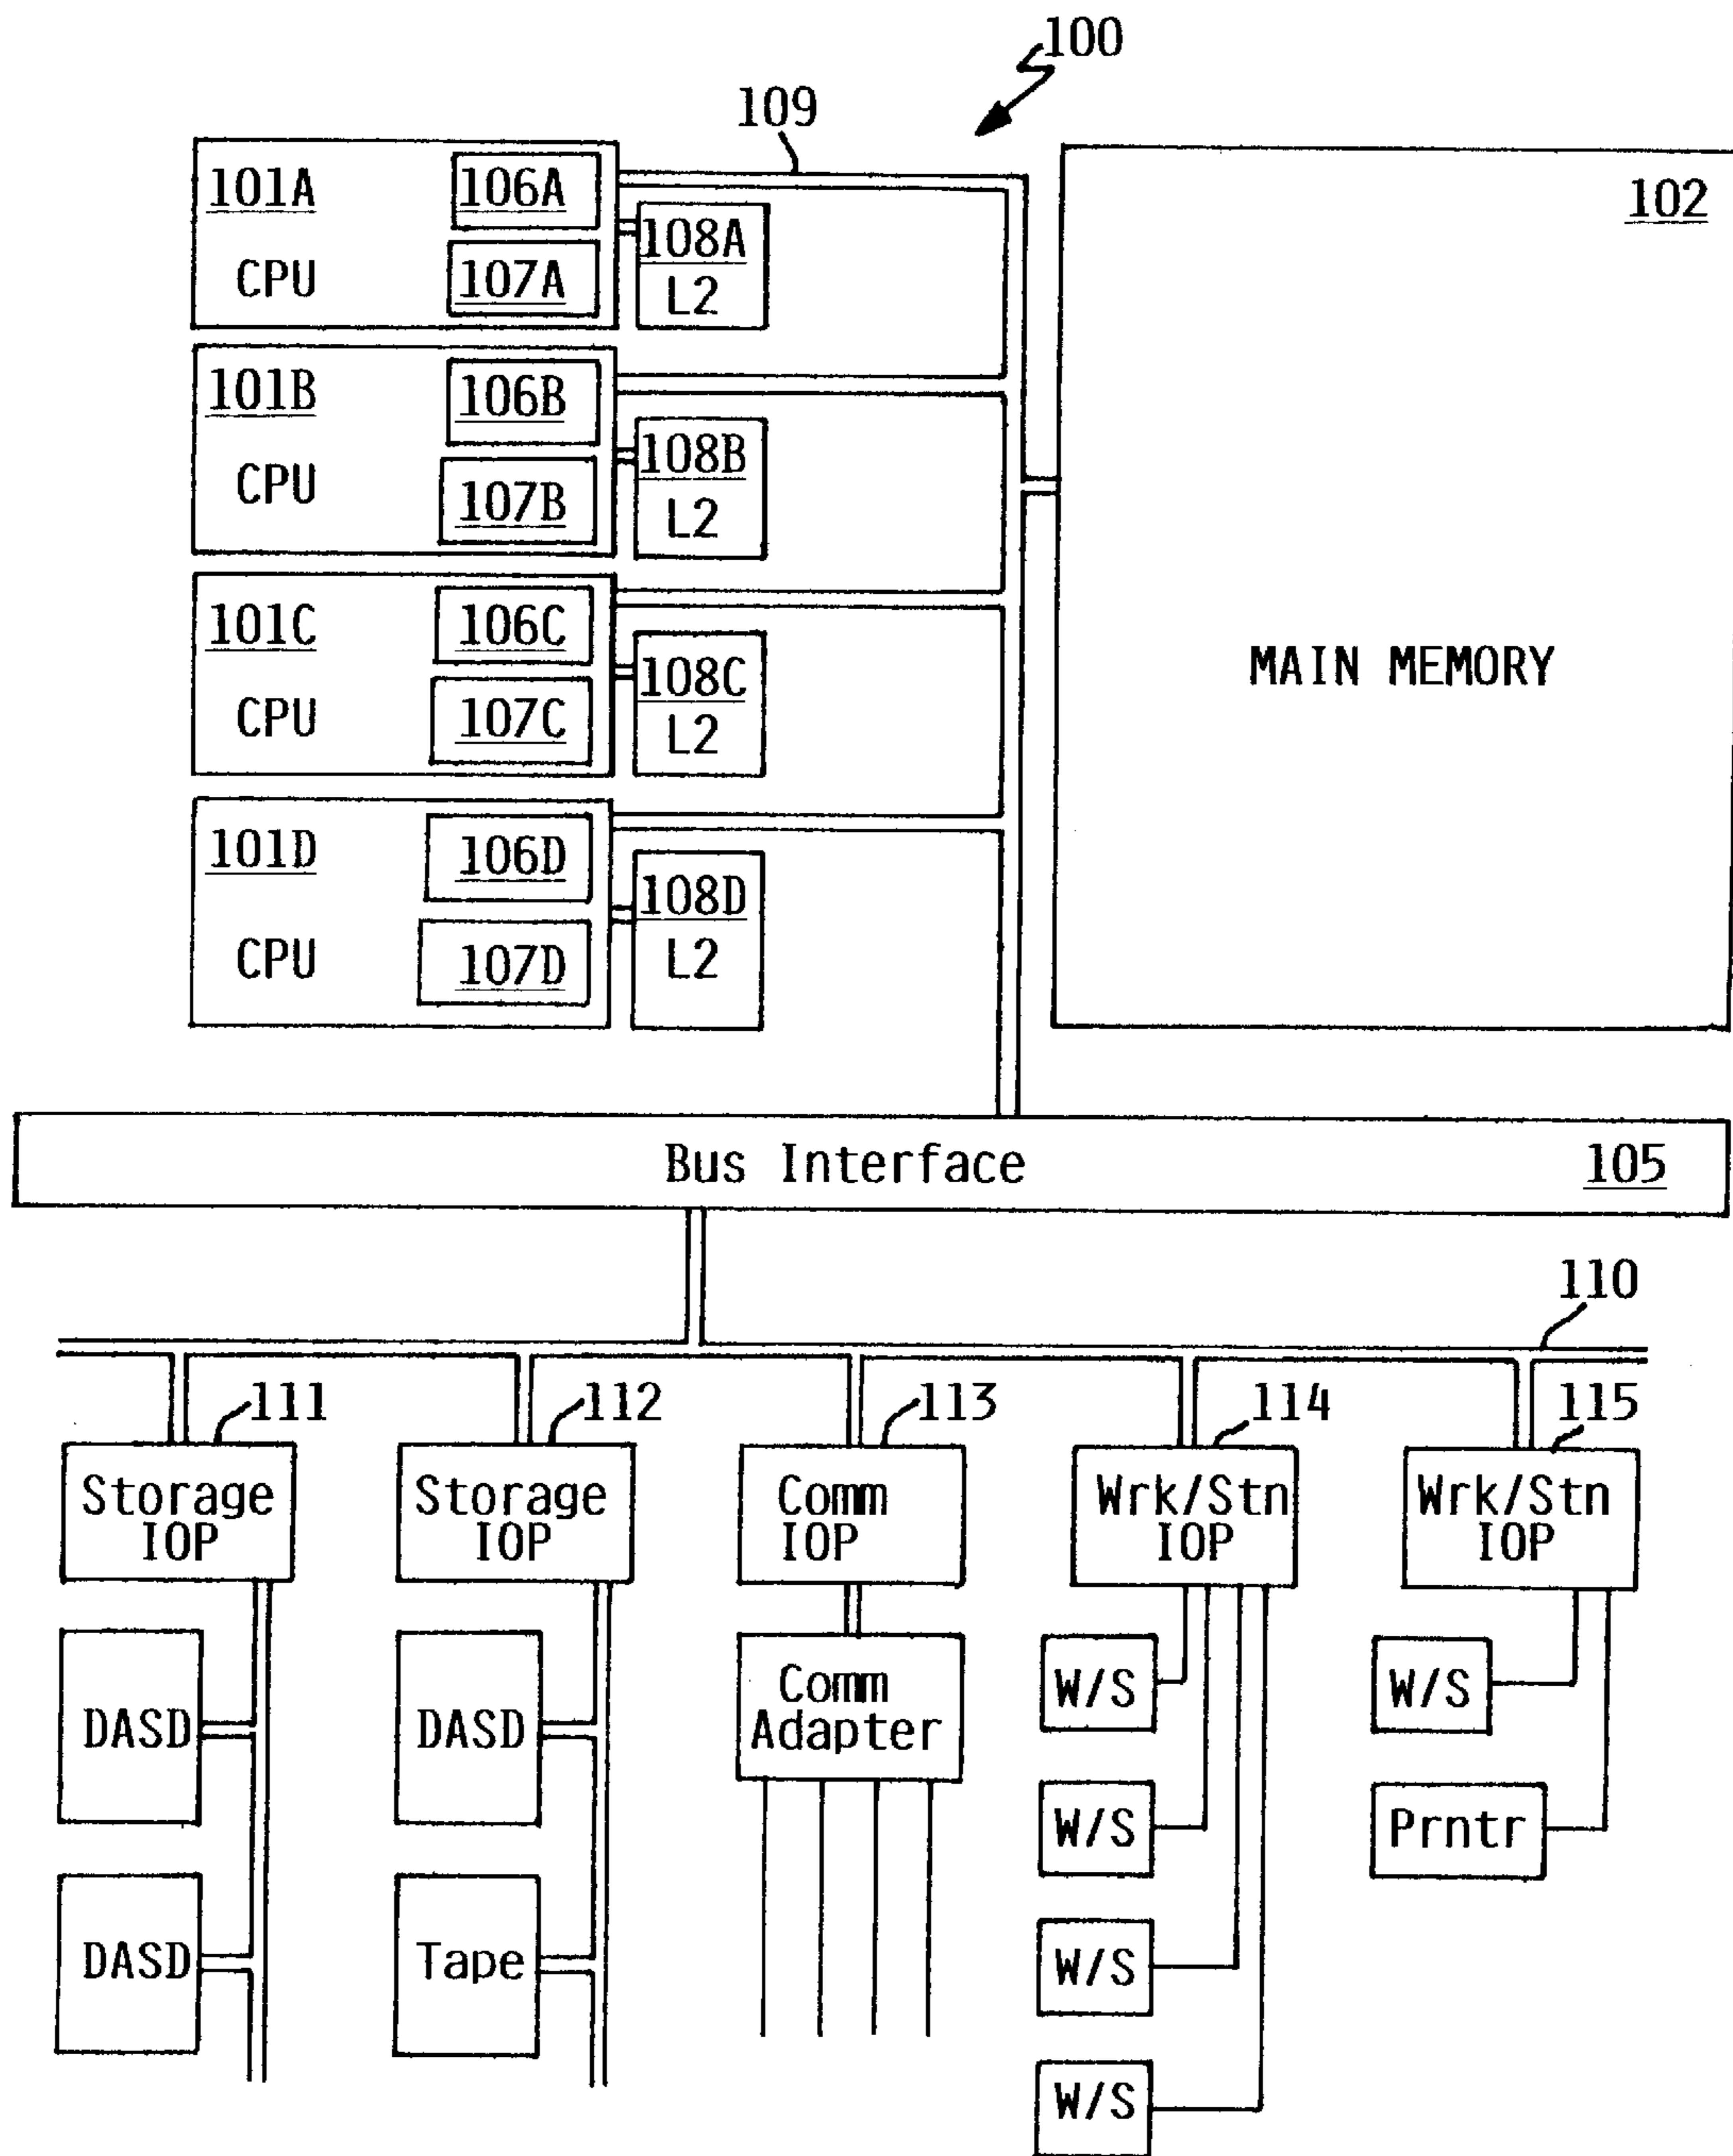 100
109
101A 106A
108A
CPU 107A
L2
102
101B 106B
108B
CPU 107B
L2
101C 106C
108C
CPU 107C
L2
MAIN MEMORY
101D 106D
108D
CPU 107D
L2
Bus Interface 105
110
111 112 113 114 115
Storage
IOP
Storage
IOP
Comm
IOP
Wrk/Stn
IOP
Wrk/Stn
IOP
DASD
DASD
DASD
Tape
Comm
Adapter
W/S
W/S
W/S
W/S
W/S
Prntr